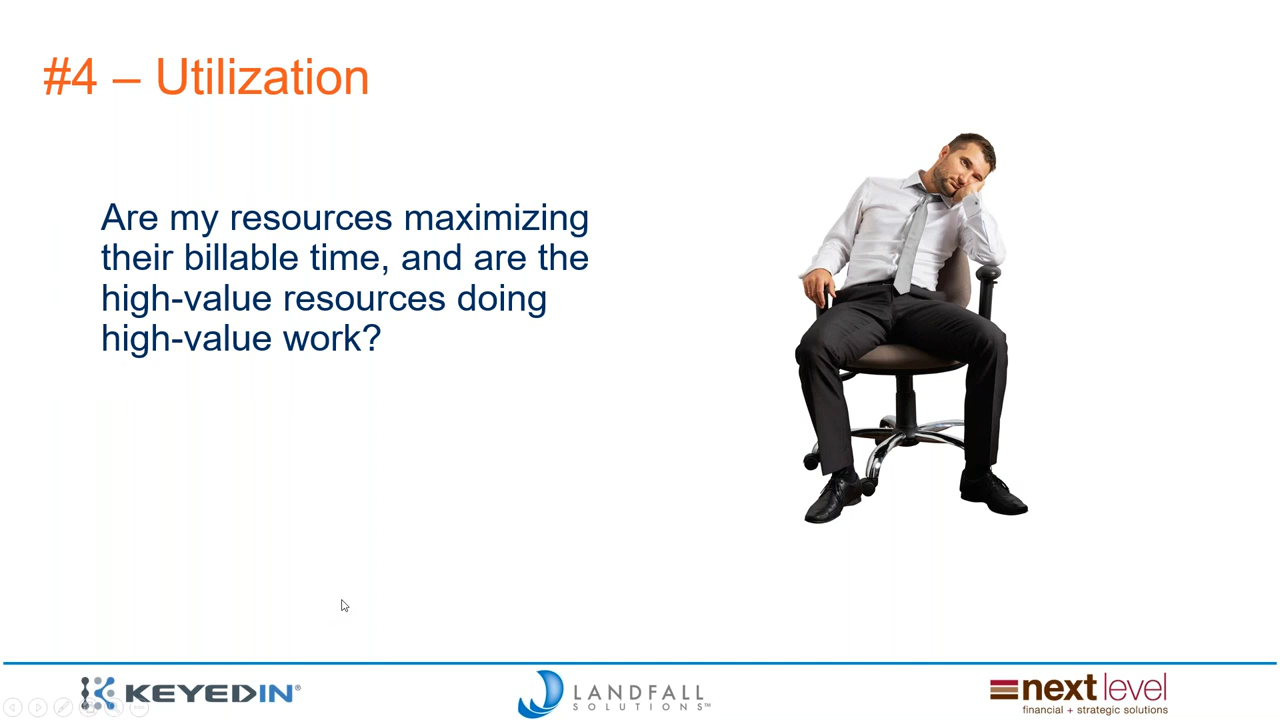 #4 – Utilization
Are my resources maximizing
their billable time, and are the
high-value resources doing
high-value work?
KEYEDIN®
LANDFALL
SOLUTIONS™
next level
financial + strategic solutions